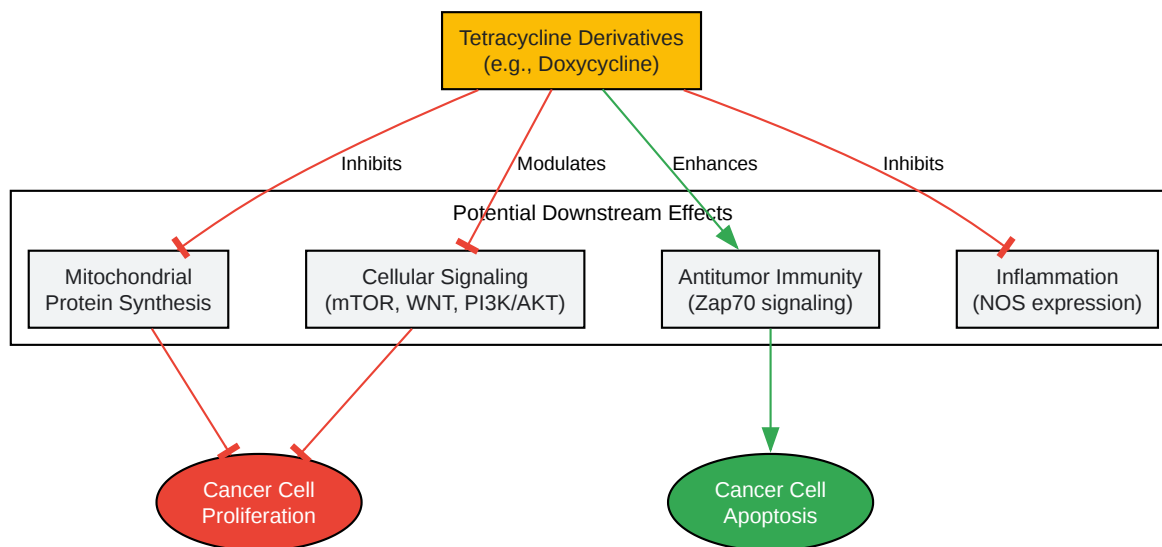 Tetracycline Derivatives
(e.g., Doxycycline)
Inhibits
Modulates
Enhances
Inhibits
Potential Downstream Effects
Mitochondrial
Protein Synthesis
Cellular Signaling
(mTOR, WNT, PI3K/AKT)
Antitumor Immunity
(Zap70 signaling)
Inflammation
(NOS expression)
Cancer Cell
Proliferation
Cancer Cell
Apoptosis